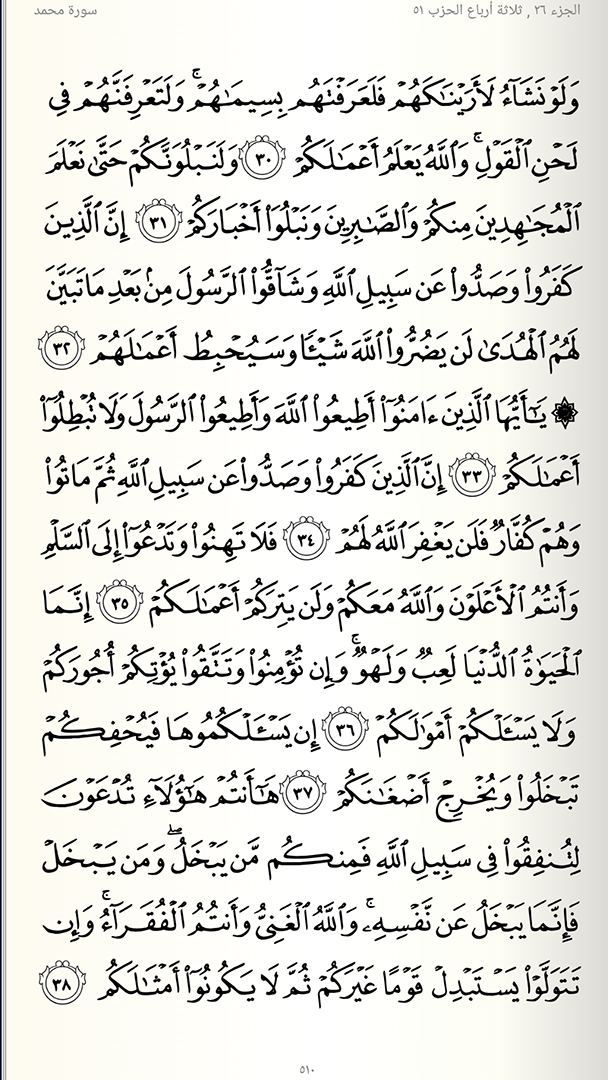 الجزء ٢٦ , ثلاثة أرباع الحزب ٥١
سورة محمد
وَلَوۡ نَشَآءُ لَأَرَيۡنَٰكَهُمۡ فَلَعَرَفۡتَهُم بِسِيمَٰهُمۡۚ وَلَتَعۡرِفَنَّهُمۡ فِي
لَحۡنِ ٱلۡقَوۡلِۚ وَٱللَّهُ يَعۡلَمُ أَعۡمَٰلَكُمۡ ٣٠ وَلَنَبۡلُوَنَّكُمۡ حَتَّىٰ نَعۡلَمَ
ٱلۡمُجَٰهِدِينَ مِنكُمۡ وَٱلصَّٰبِرِينَ وَنَبۡلُوَاْ أَخۡبَارَكُمۡ ٣١ إِنَّ ٱلَّذِينَ
كَفَرُواْ وَصَدُّواْ عَن سَبِيلِ ٱللَّهِ وَشَآقُّواْ ٱلرَّسُولَ مِنۢ بَعۡدِ مَا تَبَيَّنَ
لَهُمُ ٱلۡهُدَىٰ لَن يَضُرُّواْ ٱللَّهَ شَيۡـٔٗا وَسَيُحۡبِطُ أَعۡمَٰلَهُمۡ ٣٢
۞ يَٰٓأَيُّهَا ٱلَّذِينَ ءَامَنُوٓاْ أَطِيعُواْ ٱللَّهَ وَأَطِيعُواْ ٱلرَّسُولَ وَلَا تُبۡطِلُوٓاْ
أَعۡمَٰلَكُمۡ ٣٣ إِنَّ ٱلَّذِينَ كَفَرُواْ وَصَدُّواْ عَن سَبِيلِ ٱللَّهِ ثُمَّ مَاتُواْ
وَهُمۡ كُفَّارٞ فَلَن يَغۡفِرَ ٱللَّهُ لَهُمۡ ٣٤ فَلَا تَهِنُواْ وَتَدۡعُوٓاْ إِلَى ٱلسَّلۡمِ
وَأَنتُمُ ٱلۡأَعۡلَوۡنَ وَٱللَّهُ مَعَكُمۡ وَلَن يَتِرَكُمۡ أَعۡمَٰلَكُمۡ ٣٥ إِنَّمَا
ٱلۡحَيَوٰةُ ٱلدُّنۡيَا لَعِبٞ وَلَهۡوٞۚ وَإِن تُؤۡمِنُواْ وَتَتَّقُواْ يُؤۡتِكُمۡ أُجُورَكُمۡ
وَلَا يَسۡـَٔلۡكُمۡ أَمۡوَٰلَكُمۡ ٣٦ إِن يَسۡـَٔلۡكُمُوهَا فَيُحۡفِكُمۡ
تَبۡخَلُواْ وَيُخۡرِجۡ أَضۡغَٰنَكُمۡ ٣٧ هَٰٓأَنتُمۡ هَٰٓؤُلَآءِ تُدۡعَوۡنَ
لِتُنفِقُواْ فِي سَبِيلِ ٱللَّهِ فَمِنكُم مَّن يَبۡخَلُۖ وَمَن يَبۡخَلۡ
فَإِنَّمَا يَبۡخَلُ عَن نَّفۡسِهِۦۚ وَٱللَّهُ ٱلۡغَنِيُّ وَأَنتُمُ ٱلۡفُقَرَآءُۚ وَإِن
تَتَوَلَّوۡاْ يَسۡتَبۡدِلۡ قَوۡمًا غَيۡرَكُمۡ ثُمَّ لَا يَكُونُوٓاْ أَمۡثَٰلَكُم ٣٨
٥١٠